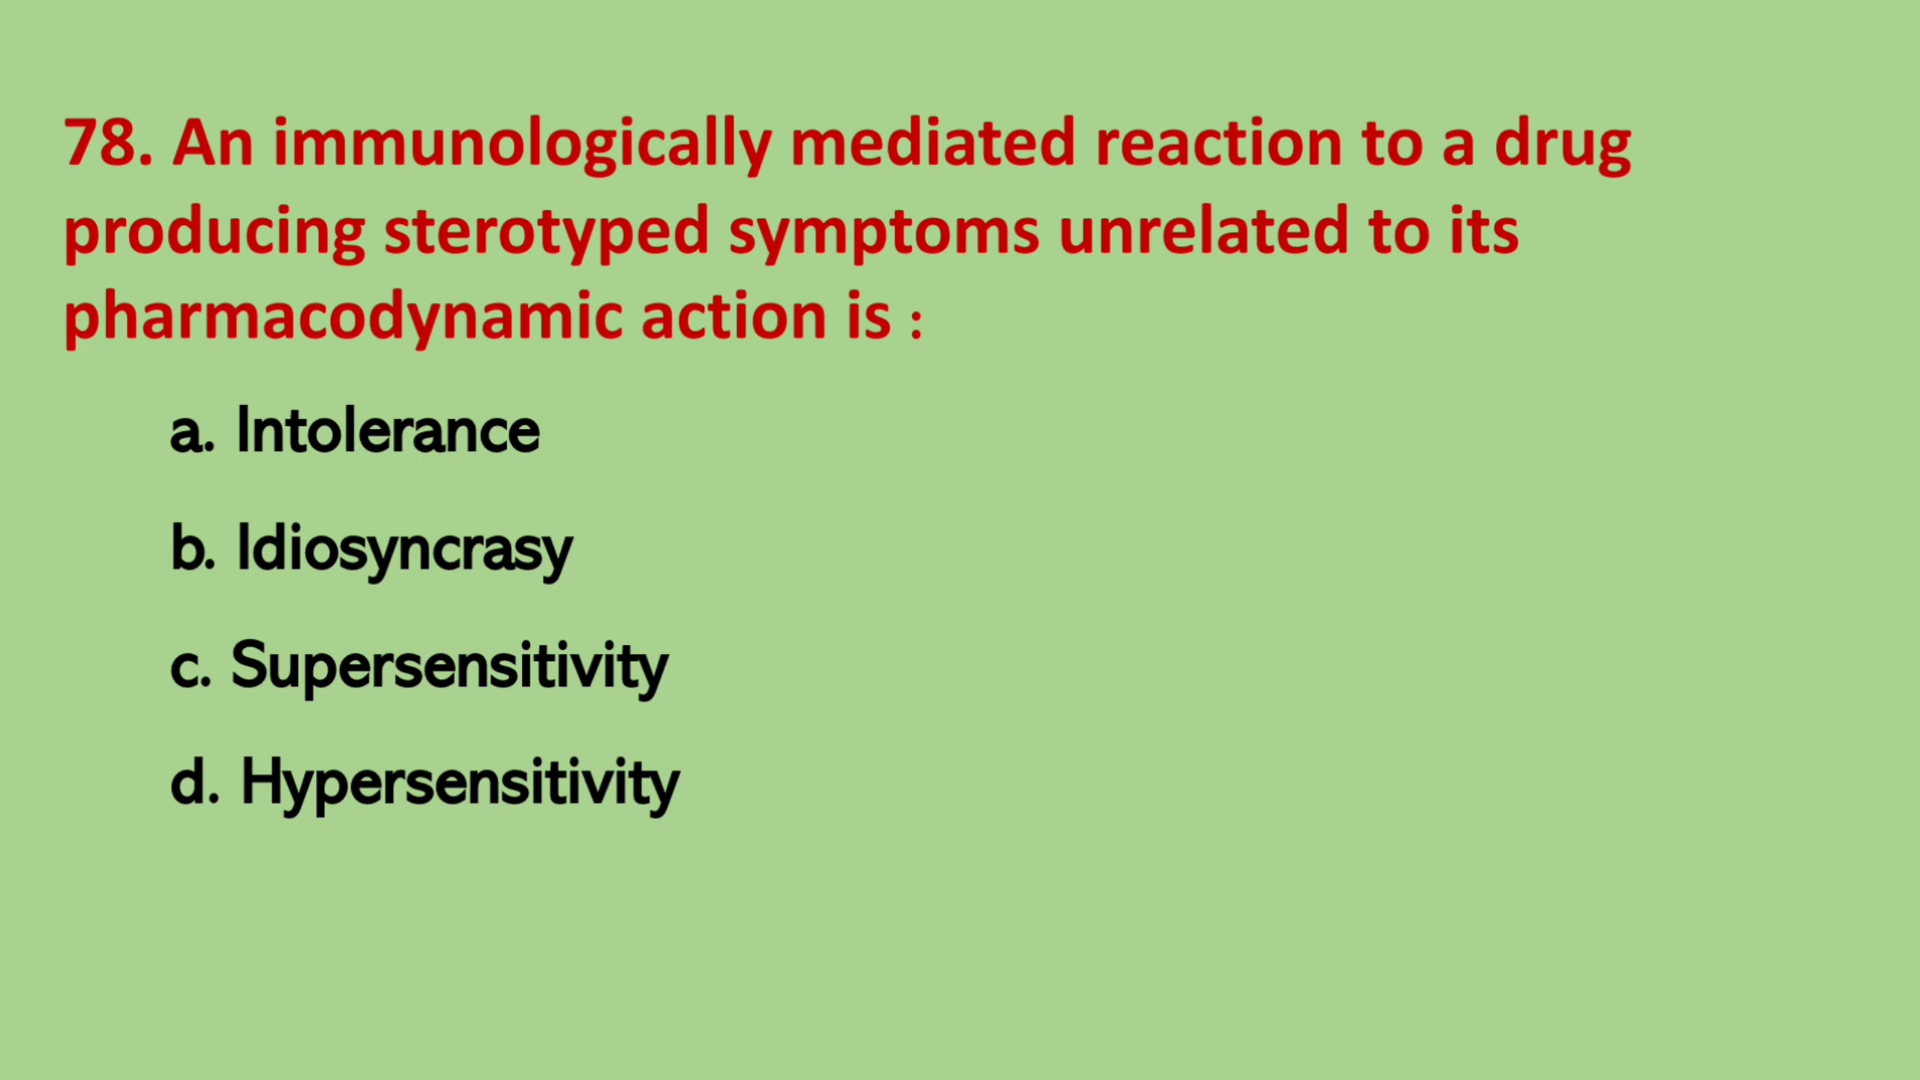 78. An immunologically mediated reaction to a drug
producing sterotyped symptoms unrelated to its
pharmacodynamic action is :
a. Intolerance
b. Idiosyncrasy
c. Supersensitivity
d. Hypersensitivity